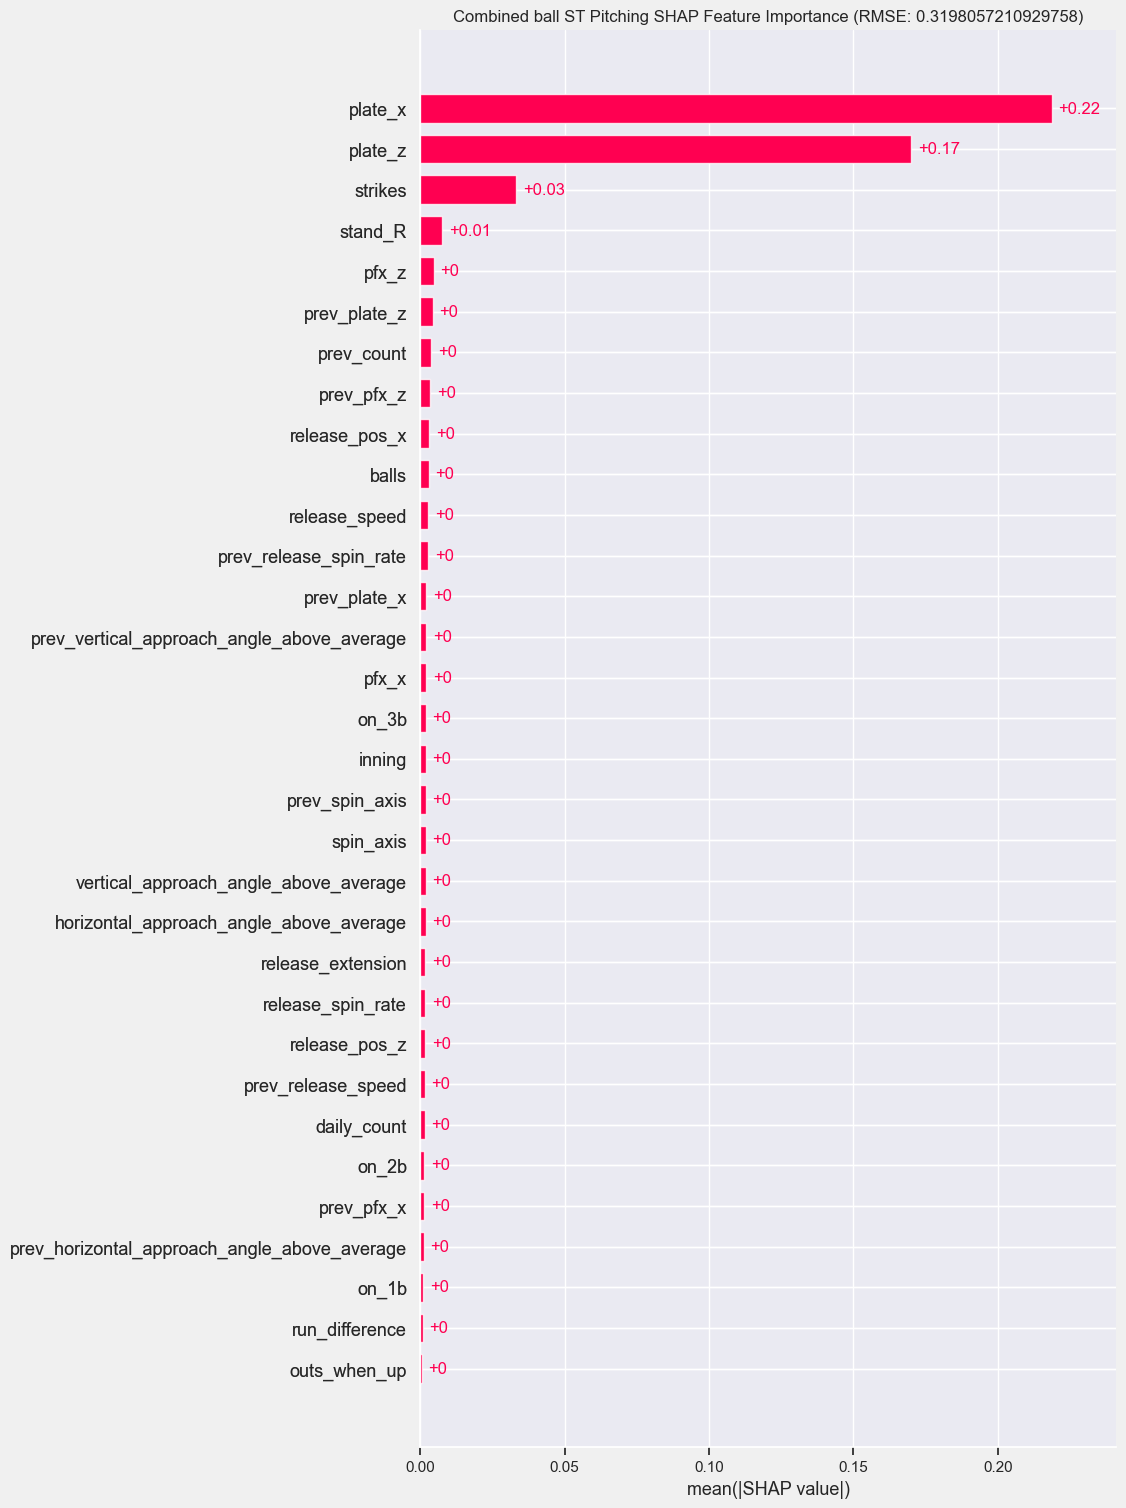 Combined ball ST Pitching SHAP Feature Importance (RMSE: 0.3198057210929758)
plate_x +0.22
plate_z +0.17
strikes +0.03
stand_R +0.01
pfx_z +0
prev_plate_z +0
prev_count +0
prev_pfx_z +0
release_pos_x +0
balls +0
release_speed +0
prev_release_spin_rate +0
prev_plate_x +0
prev_vertical_approach_angle_above_average +0
pfx_x +0
on_3b +0
inning +0
prev_spin_axis +0
spin_axis +0
vertical_approach_angle_above_average +0
horizontal_approach_angle_above_average +0
release_extension +0
release_spin_rate +0
release_pos_z +0
prev_release_speed +0
daily_count +0
on_2b +0
prev_pfx_x +0
prev_horizontal_approach_angle_above_average +0
on_1b +0
run_difference +0
outs_when_up +0
0.00 0.05 0.10 0.15 0.20
mean(|SHAP value|)